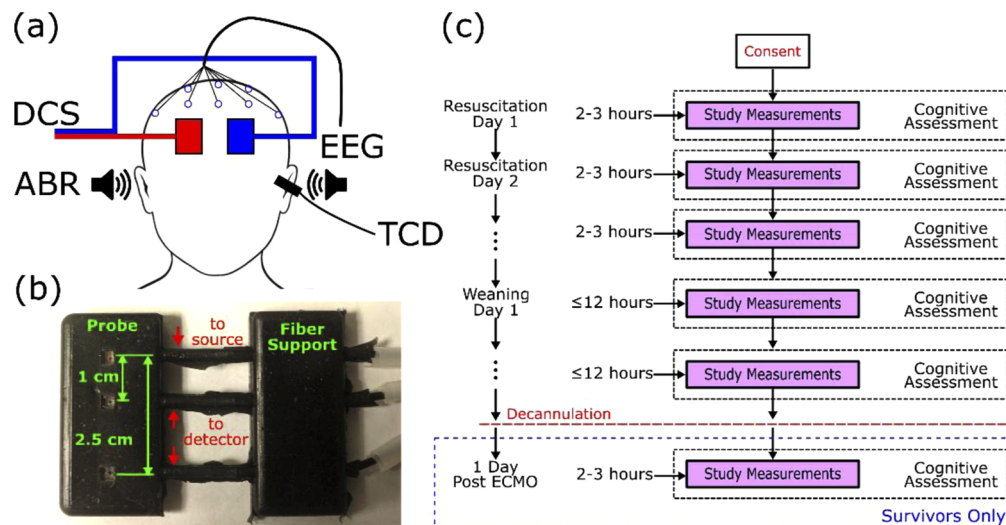 (a)
DCS
EEG
ABR
TCD
(b)
Probe
to
source
Fiber
Support
1 cm
to
detector
2.5 cm
(c)
Consent
Resuscitation
Day 1
2-3 hours
Study Measurements
Cognitive
Assessment
Resuscitation
Day 2
2-3 hours
Study Measurements
Cognitive
Assessment
2-3 hours
Study Measurements
Cognitive
Assessment
Weaning
Day 1
≤12 hours
Study Measurements
Cognitive
Assessment
≤12 hours
Study Measurements
Cognitive
Assessment
Decannulation
1 Day
Post ECMO
2-3 hours
Study Measurements
Cognitive
Assessment
Survivors Only